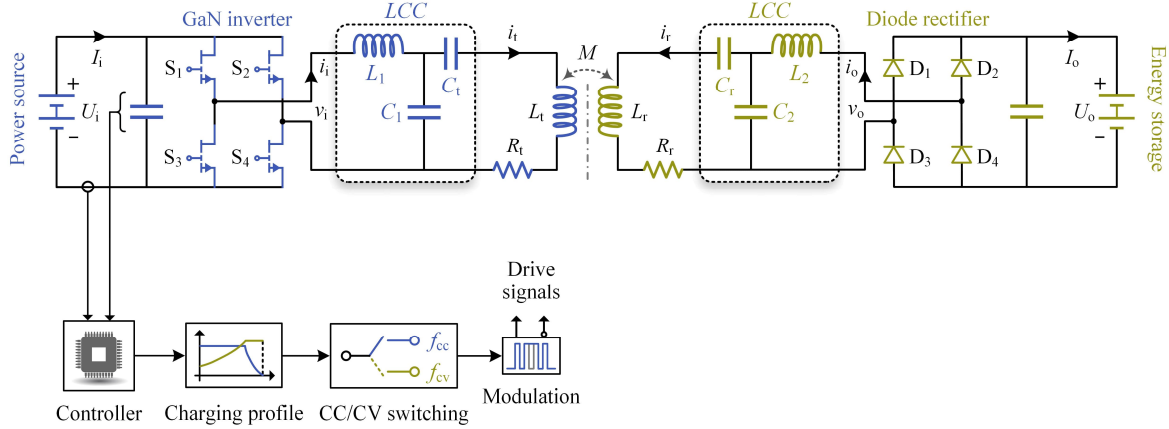 GaN inverter
LCC
LCC
Diode rectifier
Power source
I_i
+
U_i
−
S_1
S_2
S_3
S_4
i_i
v_i
L_1
C_t
C_1
i_t
R_t
L_t
M
L_r
i_r
R_r
C_r
L_2
C_2
i_o
v_o
D_1
D_2
D_3
D_4
I_o
+
U_o
−
Energy storage
Drive
signals
f_cc
f_cv
Controller
Charging profile
CC/CV switching
Modulation